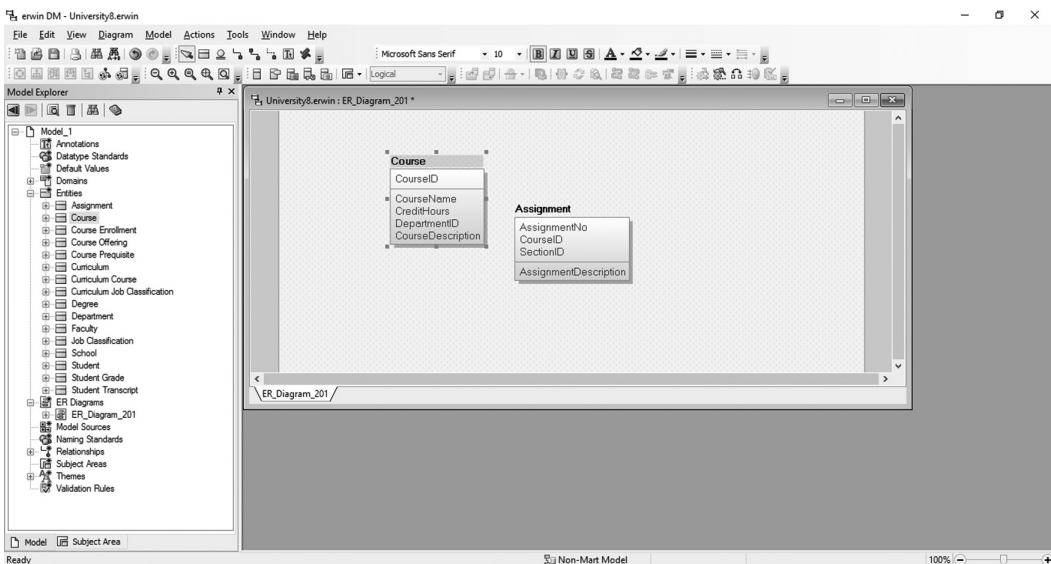 erwin DM - University8.erwin
File Edit View Diagram Model Actions Tools Window Help
Microsoft Sans Serif 10 B I U S A
Logical
Model Explorer
University8.erwin : ER_Diagram_201 *
Model_1
Annotations
Datatype Standards
Default Values
Domains
Entities
Assignment
Course
Course Enrollment
Course Offering
Course Prequisite
Curriculum
Curriculum Course
Curriculum Job Classification
Degree
Department
Faculty
Job Classification
School
Student
Student Grade
Student Transcript
ER Diagrams
ER_Diagram_201
Model Sources
Naming Standards
Relationships
Subject Areas
Themes
Validation Rules
Model Subject Area
Course
CourseID
CourseName
CreditHours
DepartmentID
CourseDescription
Assignment
AssignmentNo
CourseID
SectionID
AssignmentDescription
ER_Diagram_201
Ready
Non-Mart Model
100%